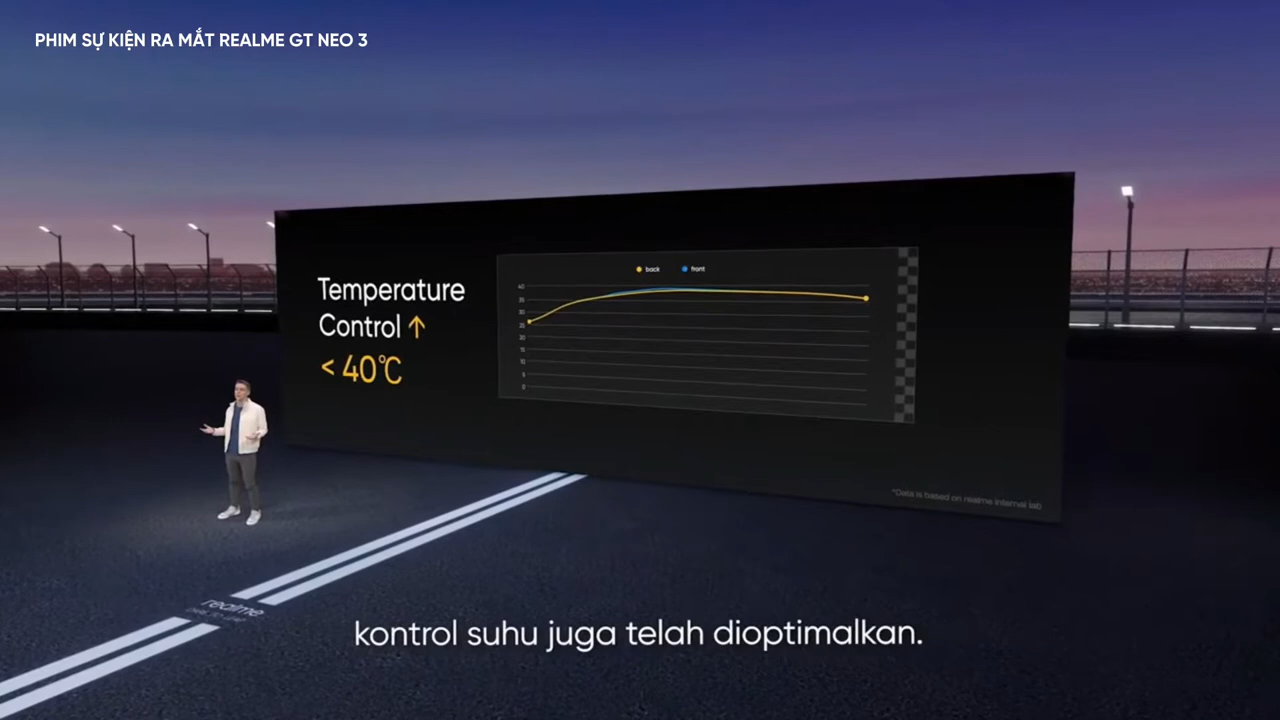 PHIM SỰ KIỆN RA MẮT REALME GT NEO 3
Temperature
Control ↑
< 40℃
back front
40
35
30
25
20
15
10
5
0
*Data is based on realme internal lab
realme
kontrol suhu juga telah dioptimalkan.